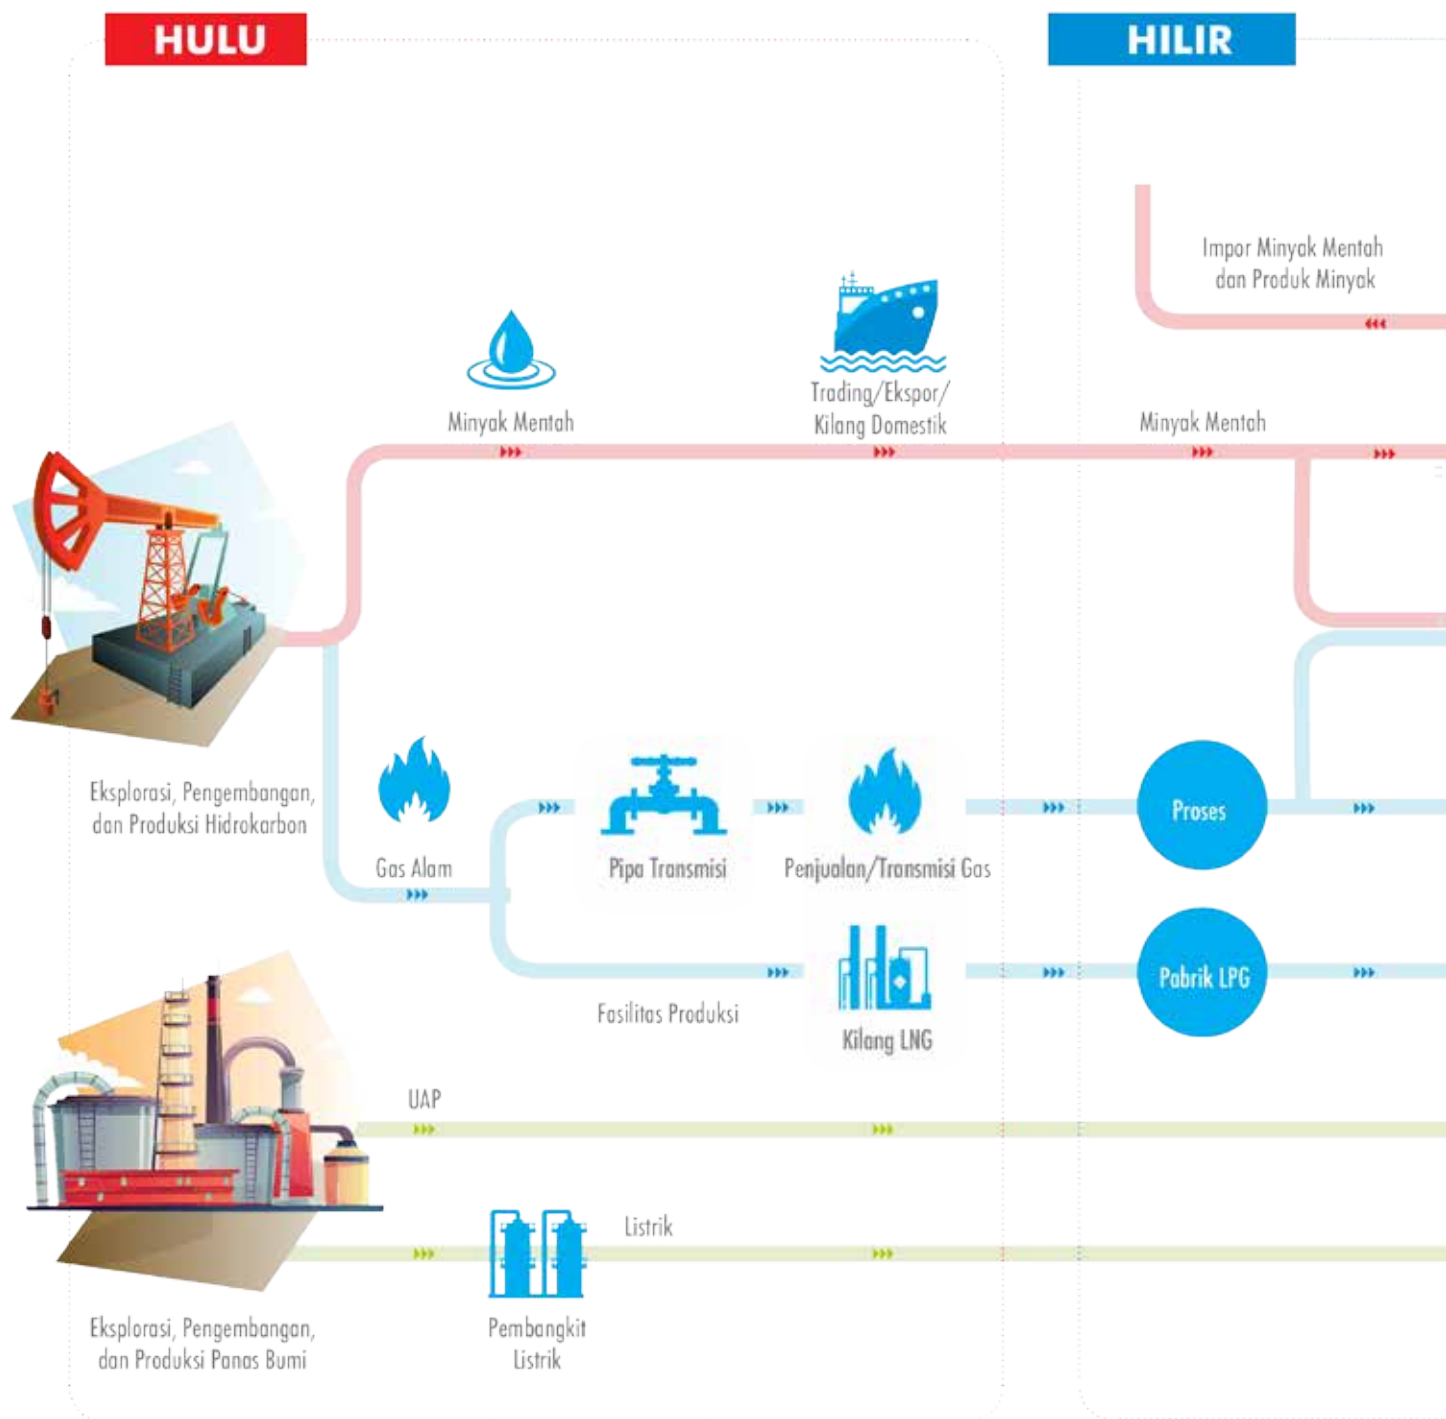 HULU
HILIR
Impor Minyak Mentah
dan Produk Minyak
Minyak Mentah
Trading/Ekspor/
Kilang Domestik
Minyak Mentah
Eksplorasi, Pengembangan,
dan Produksi Hidrokarbon
Gas Alam
Pipa Transmisi
Penjualan/Transmisi Gas
Proses
Fasilitas Produksi
Kilang LNG
Pabrik LPG
UAP
Listrik
Eksplorasi, Pengembangan,
dan Produksi Panas Bumi
Pembangkit
Listrik